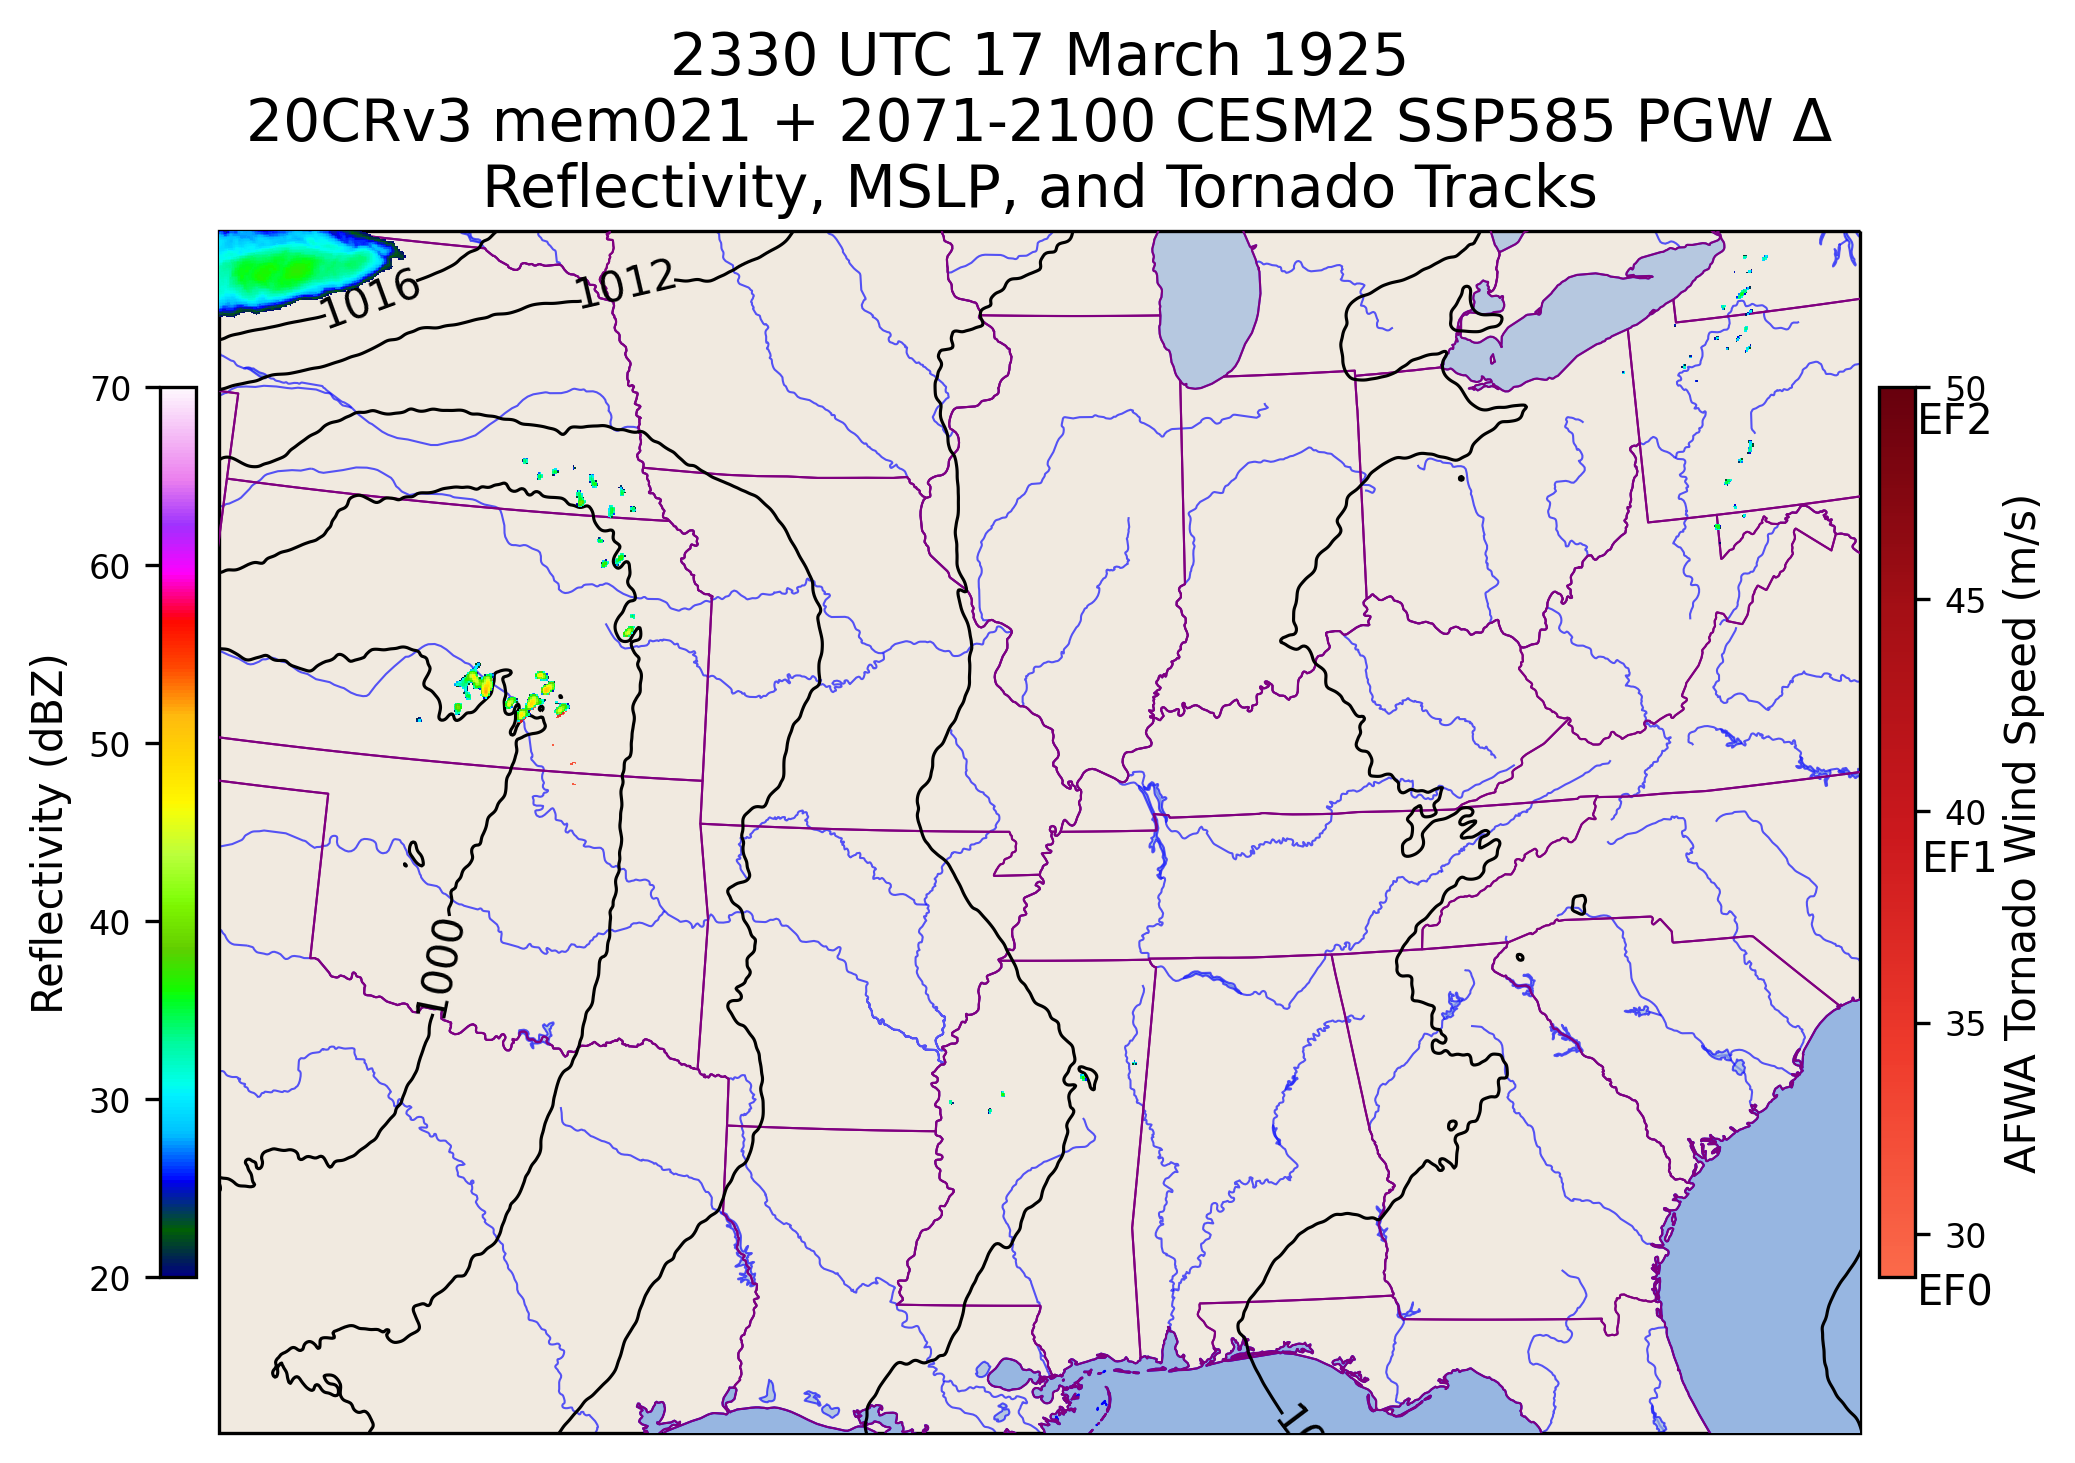 2330 UTC 17 March 1925
20CRv3 mem021 + 2071-2100 CESM2 SSP585 PGW Δ
Reflectivity, MSLP, and Tornado Tracks
1016
1012
1000
70
60
50
40
30
20
Reflectivity (dBZ)
50
EF2
45
40
EF1
35
30
EF0
AFWA Tornado Wind Speed (m/s)